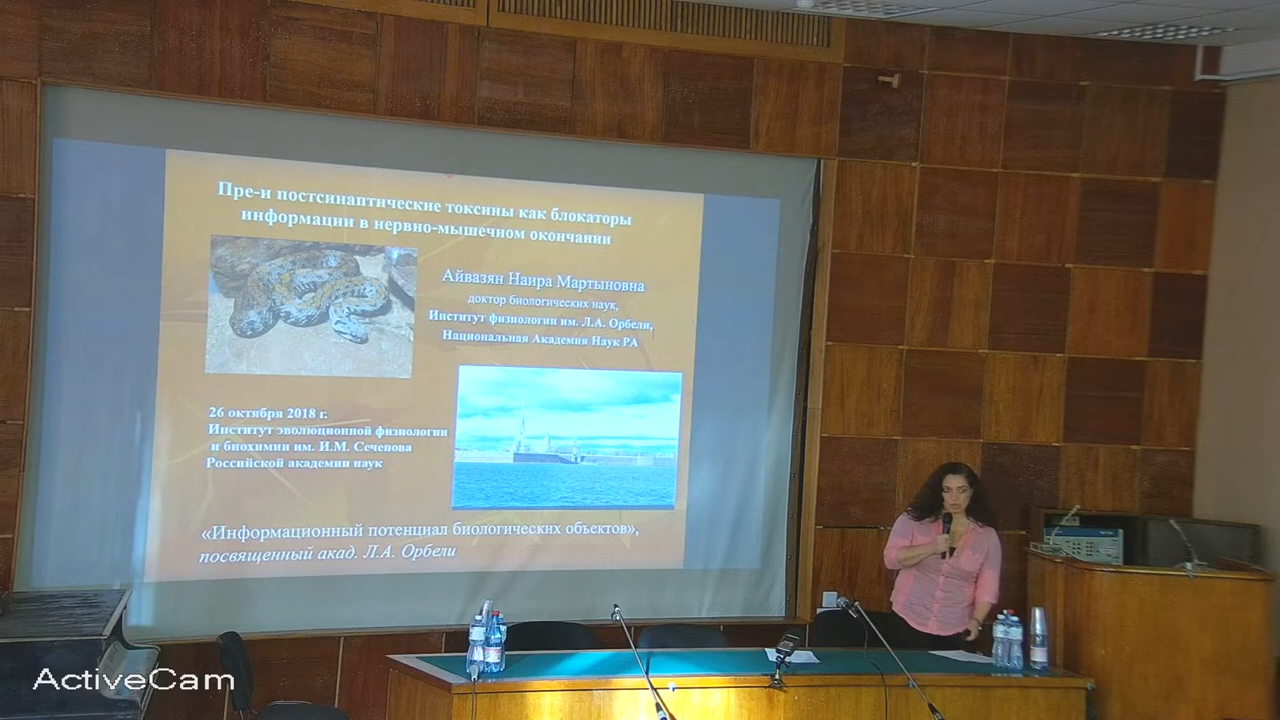 Пре-и постсинаптические токсины как блокаторы
информации в нервно-мышечном окончании
Айвазян Наира Мартыновна
доктор биологических наук,
Институт физиологии им. Л.А. Орбели,
Национальная Академия Наук РА
26 октября 2018 г.
Институт эволюционной физиологии
и биохимии им. И.М. Сеченова
Российской академии наук
«Информационный потенциал биологических объектов»,
посвященный акад. Л.А. Орбели
ActiveCam